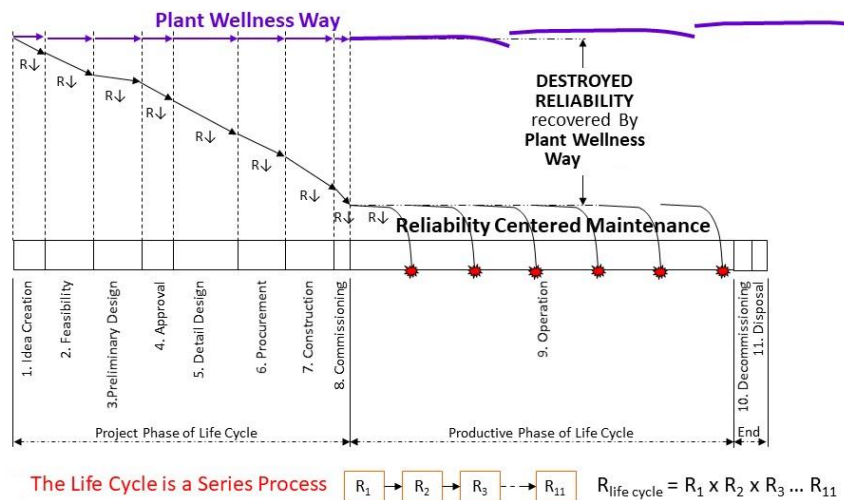 Plant Wellness Way
R↓
R↓
R↓
R↓
R↓
R↓
R↓
R↓
R↓
DESTROYED
RELIABILITY
recovered By
Plant Wellness
Way
Reliability Centered Maintenance
1. Idea Creation
2. Feasibility
3.Preliminary Design
4. Approval
5. Detail Design
6. Procurement
7. Construction
8. Commissioning
9. Operation
10. Decommissioning
11. Disposal
Project Phase of Life Cycle
Productive Phase of Life Cycle
End
The Life Cycle is a Series Process
R1
R2
R3
R11
Rlife cycle = R1 x R2 x R3 ... R11